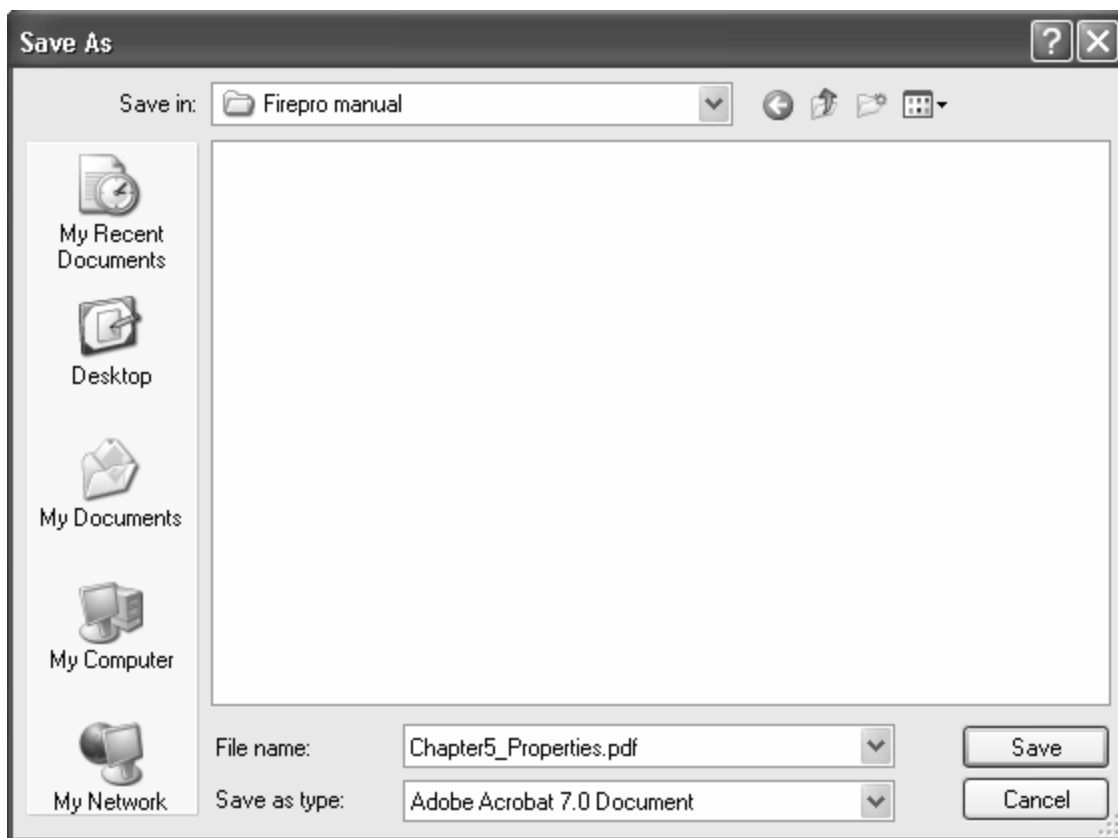 Save As
Save in:
Firepro manual
My Recent
Documents
Desktop
My Documents
My Computer
My Network
File name:
Chapter5_Properties.pdf
Save
Save as type:
Adobe Acrobat 7.0 Document
Cancel